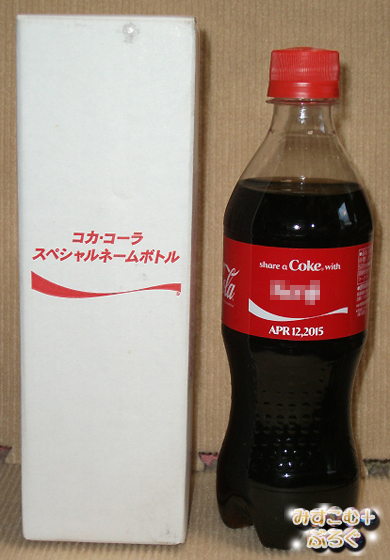 コカ・コーラ
スペシャルネームボトル
share a Coke® with
APR 12,2015
みずこむ+
ぶろぐ